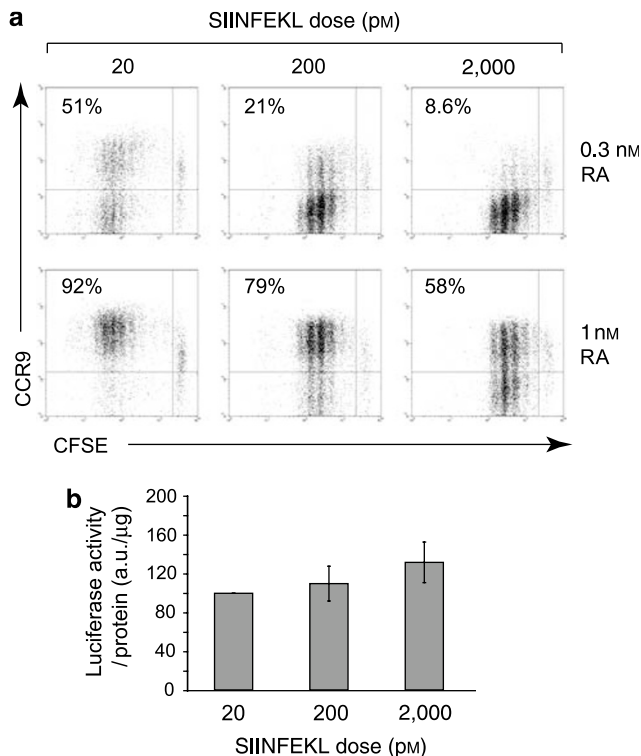 a
SIINFEKL dose (pM)
20 200 2,000
51% 21% 8.6%
0.3 nM
RA
92% 79% 58%
1 nM
RA
CCR9
CFSE
b
200
160
120
80
40
0
Luciferase activity
/ protein (a.u./µg)
20 200 2,000
SIINFEKL dose (pM)